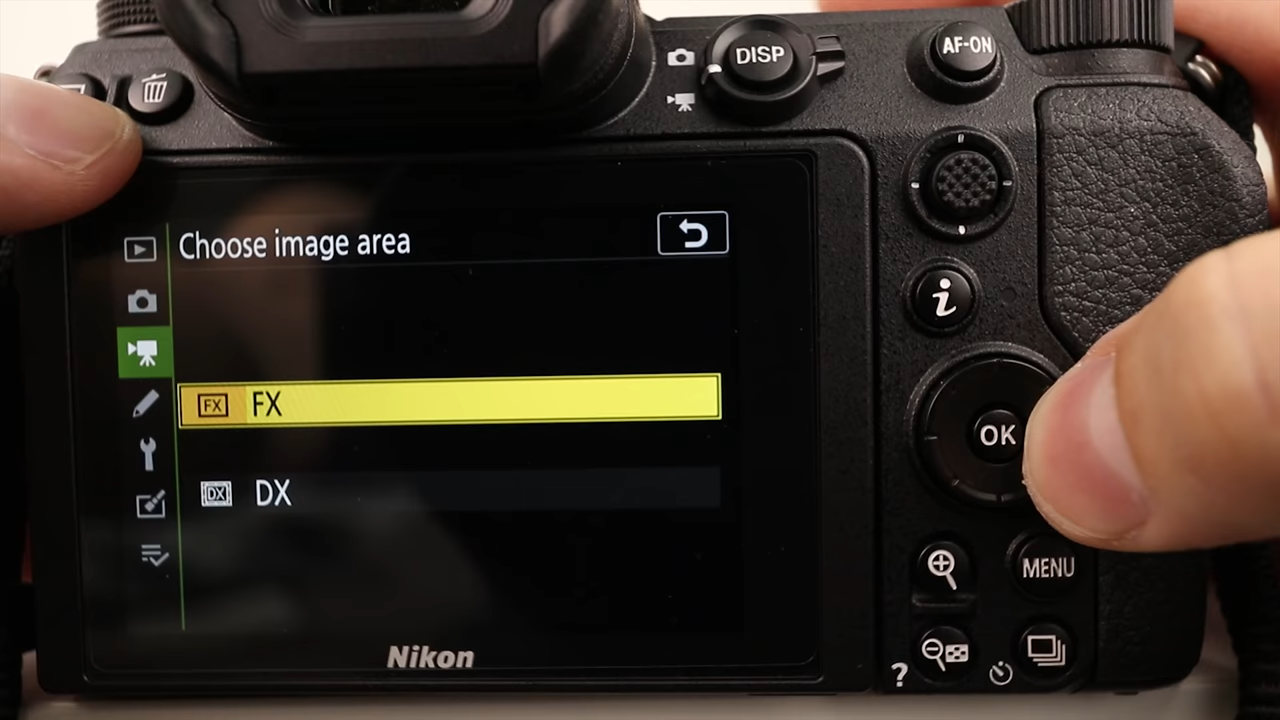 DISP
AF-ON
Choose image area
i
FX FX
OK
DX DX
MENU
Nikon
?